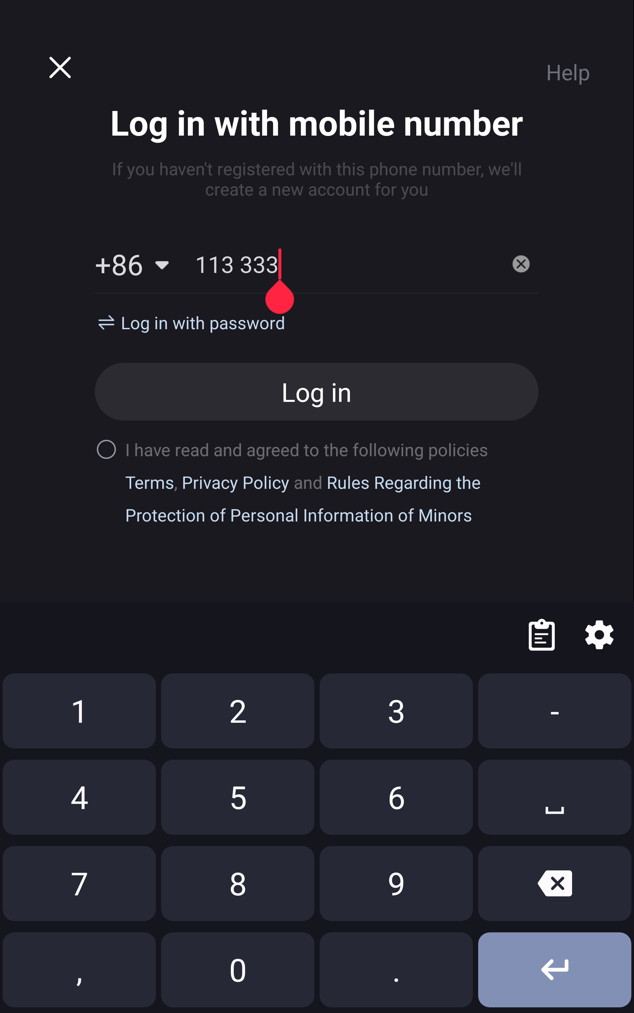 Help
Log in with mobile number
If you haven't registered with this phone number, we'll
create a new account for you
+86 113 333
Log in with password
Log in
I have read and agreed to the following policies
Terms, Privacy Policy and Rules Regarding the
Protection of Personal Information of Minors
1 2 3 -
4 5 6
7 8 9
, 0 .